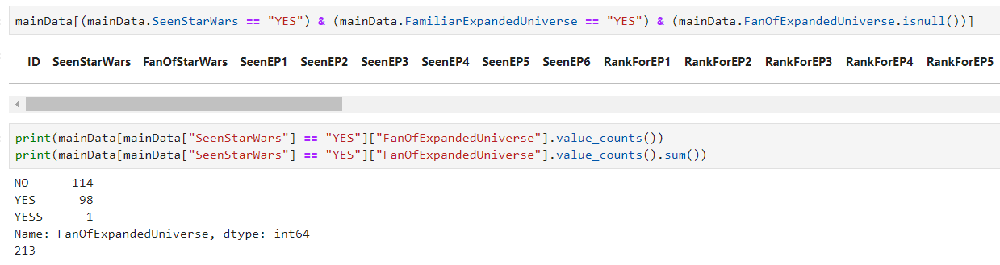 mainData[(mainData.SeenStarWars == "YES") & (mainData.FamiliarExpandedUniverse == "YES") & (mainData.FanOfExpandedUniverse.isnull())]
ID SeenStarWars FanOfStarWars SeenEP1 SeenEP2 SeenEP3 SeenEP4 SeenEP5 SeenEP6 RankForEP1 RankForEP2 RankForEP3 RankForEP4 RankForEP5
print(mainData[mainData["SeenStarWars"] == "YES"]["FanOfExpandedUniverse"].value_counts())
print(mainData[mainData["SeenStarWars"] == "YES"]["FanOfExpandedUniverse"].value_counts().sum())
NO 114
YES 98
YESS 1
Name: FanOfExpandedUniverse, dtype: int64
213